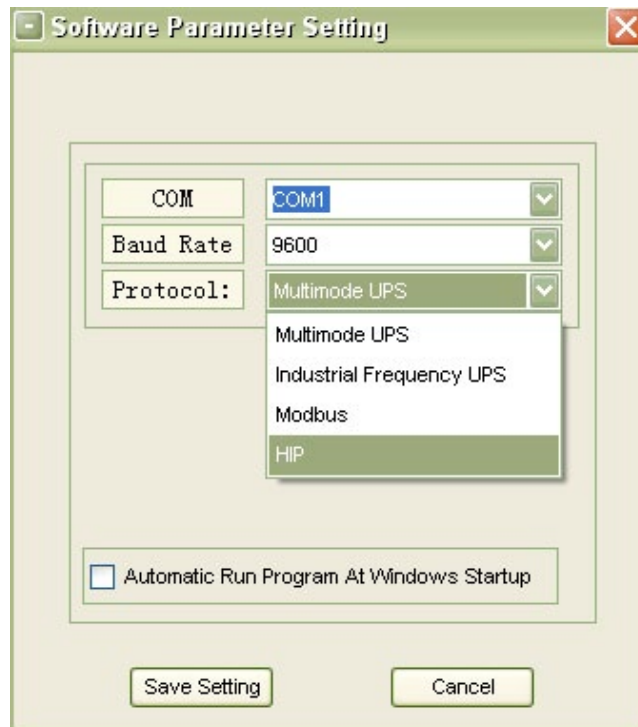 Software Parameter Setting
COM COM1
Baud Rate 9600
Protocol: Multimode UPS
Multimode UPS
Industrial Frequency UPS
Modbus
HIP
Automatic Run Program At Windows Startup
Save Setting Cancel